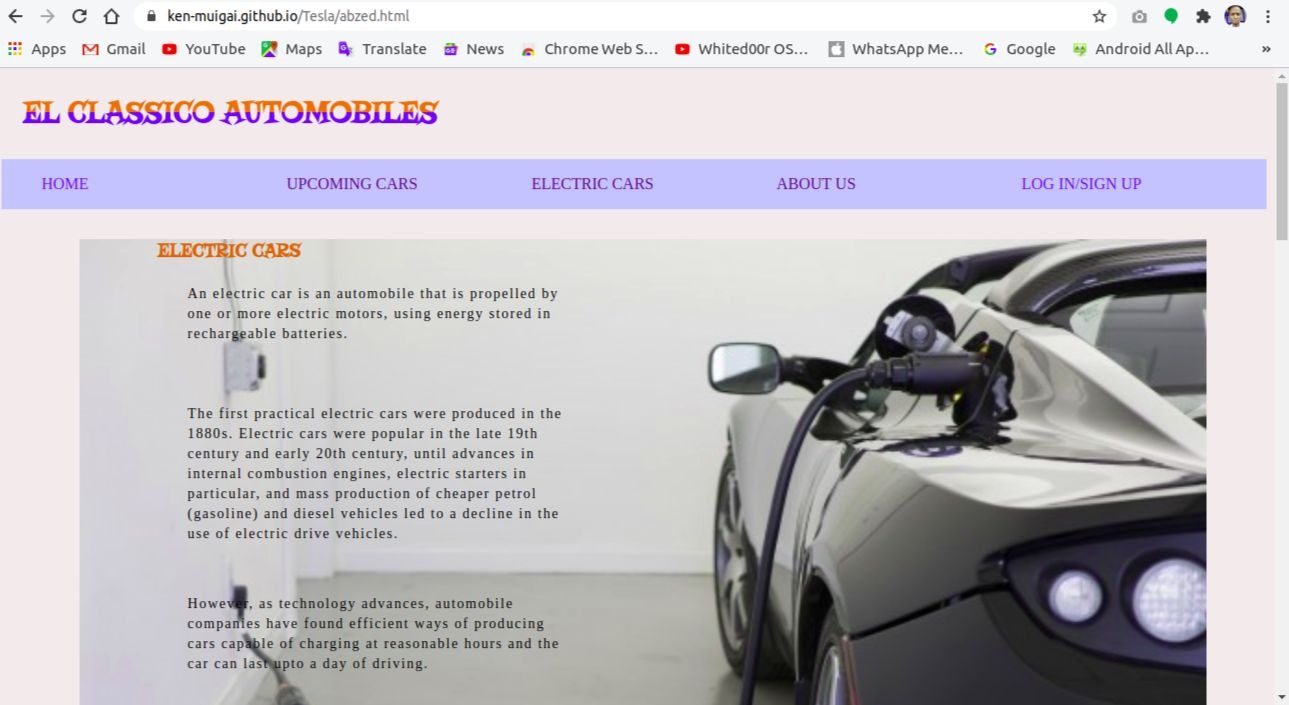 ken-muigai.github.io/Tesla/abzed.html
Apps Gmail YouTube Maps Translate News Chrome Web S... Whited00r OS... WhatsApp Me... Google Android All Ap... »
EL CLASSICO AUTOMOBILES
HOME UPCOMING CARS ELECTRIC CARS ABOUT US LOG IN/SIGN UP
ELECTRIC CARS
An electric car is an automobile that is propelled by
one or more electric motors, using energy stored in
rechargeable batteries.
The first practical electric cars were produced in the
1880s. Electric cars were popular in the late 19th
century and early 20th century, until advances in
internal combustion engines, electric starters in
particular, and mass production of cheaper petrol
(gasoline) and diesel vehicles led to a decline in the
use of electric drive vehicles.
However, as technology advances, automobile
companies have found efficient ways of producing
cars capable of charging at reasonable hours and the
car can last upto a day of driving.